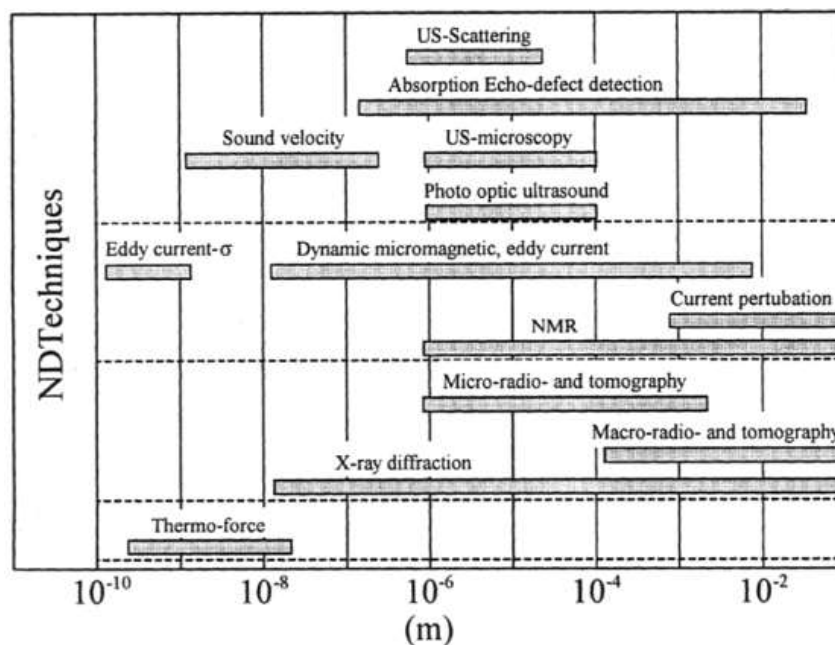 US-Scattering
Absorption Echo-defect detection
Sound velocity
US-microscopy
Photo optic ultrasound
Eddy current-σ
Dynamic micromagnetic, eddy current
Current pertubation
NMR
Micro-radio- and tomography
Macro-radio- and tomography
X-ray diffraction
Thermo-force
NDTechniques
10⁻¹⁰ 10⁻⁸ 10⁻⁶ 10⁻⁴ 10⁻²
(m)